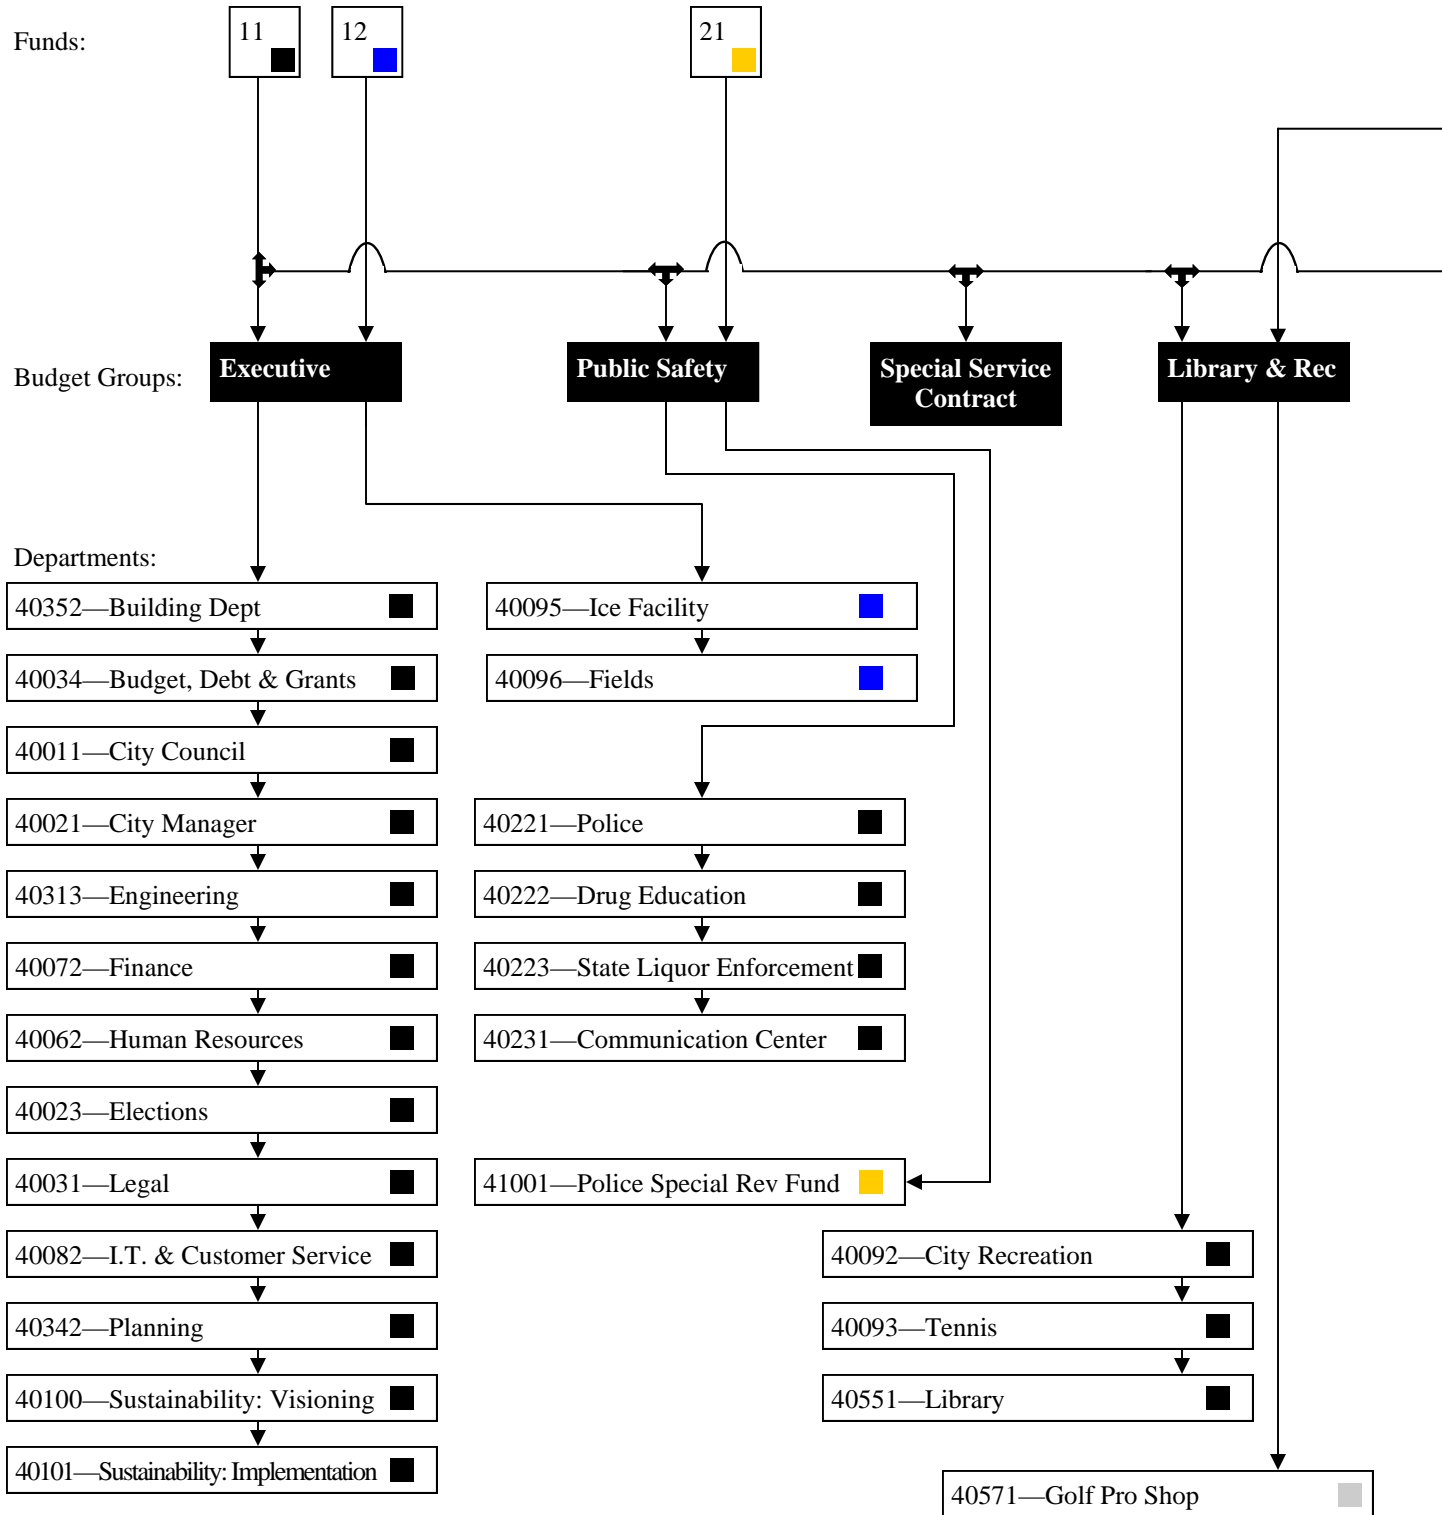 Funds:
11
12
21
Budget Groups:
Executive
Public Safety
Special Service
Contract
Library & Rec
Departments:
40352—Building Dept
40095—Ice Facility
40034—Budget, Debt & Grants
40096—Fields
40011—City Council
40021—City Manager
40221—Police
40313—Engineering
40222—Drug Education
40072—Finance
40223—State Liquor Enforcement
40062—Human Resources
40231—Communication Center
40023—Elections
40031—Legal
41001—Police Special Rev Fund
40082—I.T. & Customer Service
40092—City Recreation
40342—Planning
40093—Tennis
40100—Sustainability: Visioning
40551—Library
40101—Sustainability: Implementation
40571—Golf Pro Shop